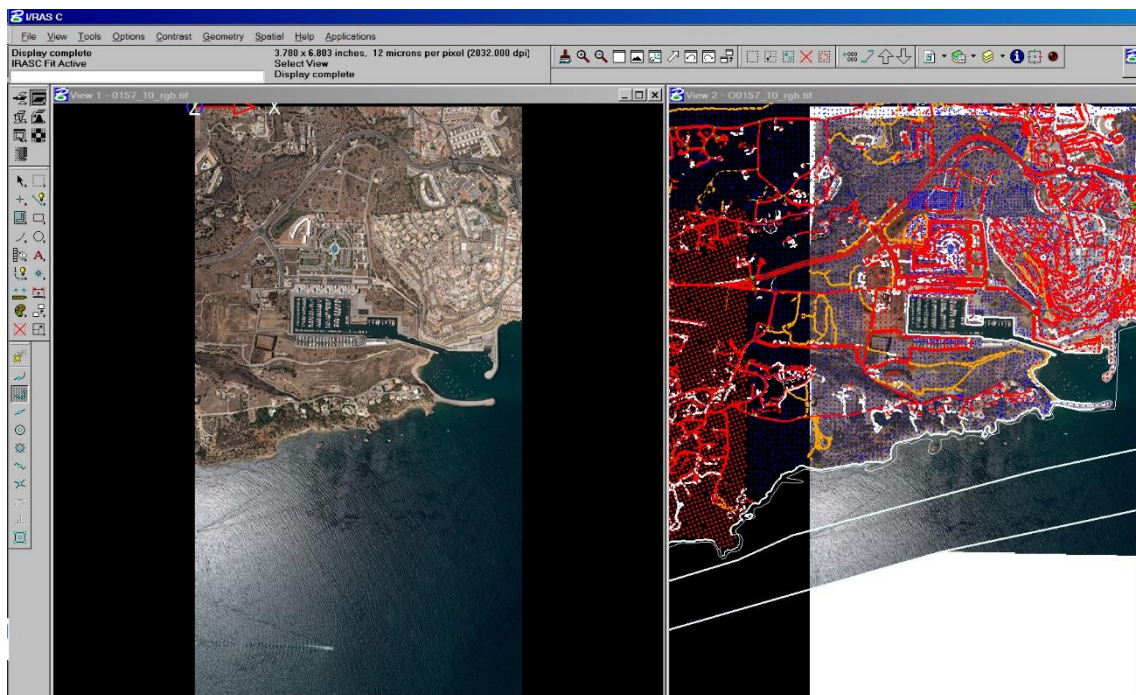 I/RAS C
File View Tools Options Contrast Geometry Spatial Help Applications
Display complete
IRASC Fit Active
3.780 x 6.803 inches, 12 microns per pixel (2032.000 dpi)
Select View
Display complete
View 1 - 0157_10_rgb.tif
View 2 - O0157_10_rgb.tif
Z X